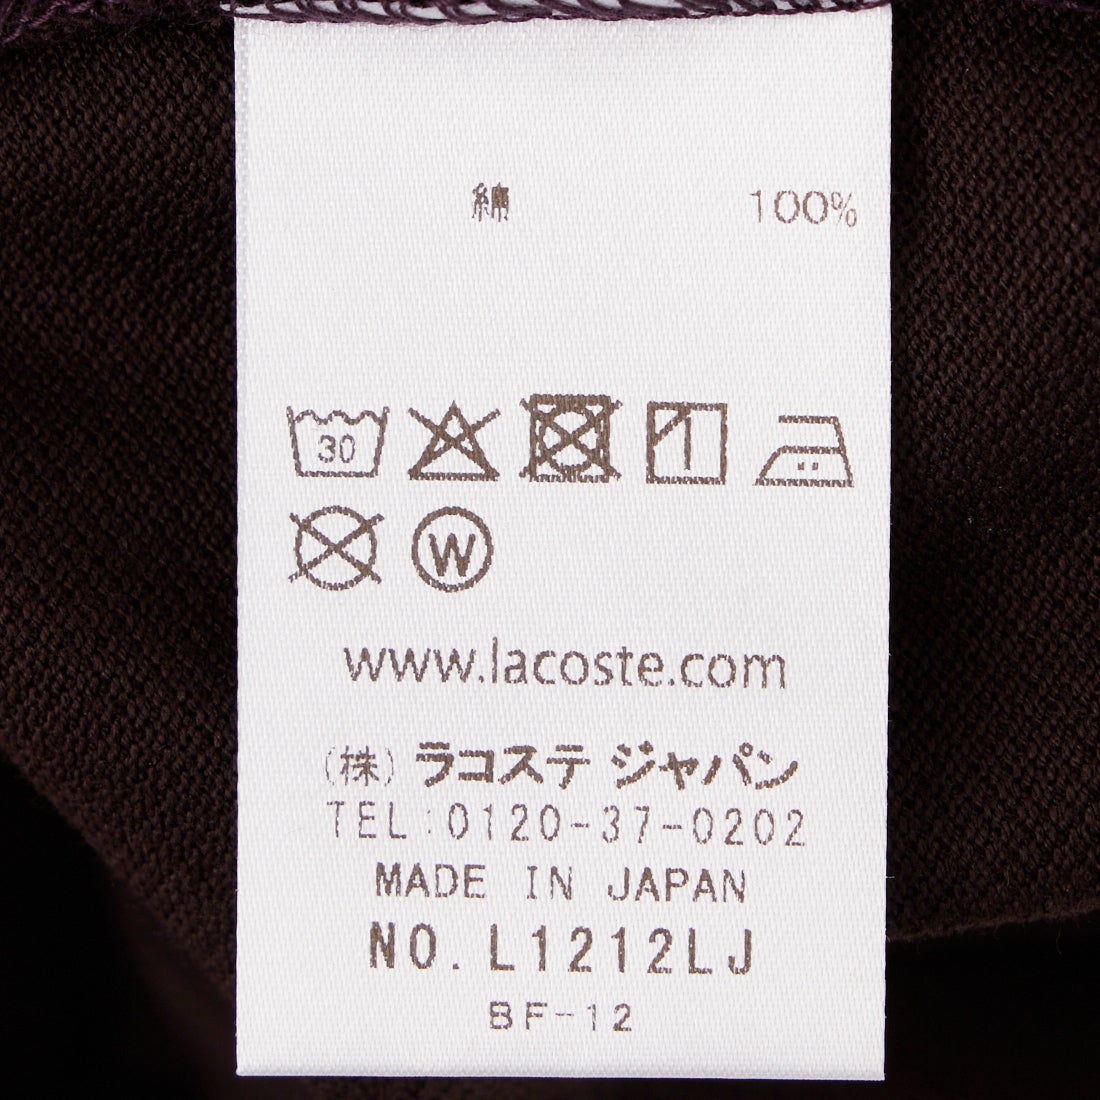 綿 100%
30
W
www.lacoste.com
(株) ラコステ ジャパン
TEL:0120-37-0202
MADE IN JAPAN
NO. L1212LJ
BF-12